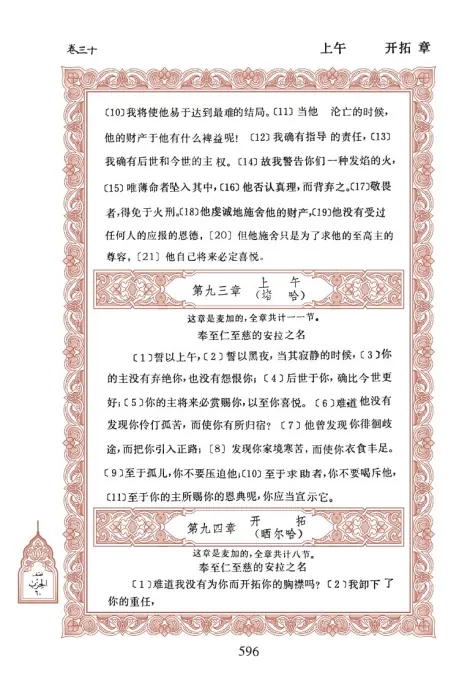 卷三十 上午 开拓 章
〔10〕我将使他易于达到最难的结局。〔11〕当他 沦亡的时候,
他的财产于他有什么裨益呢! 〔12〕我确有指导 的责任,〔13〕
我确有后世和今世的主权。〔14〕故我警告你们一种发焰的火,
〔15〕唯薄命者坠入其中,〔16〕他否认真理,而背弃之。〔17〕敬畏
者,得免于火刑。〔18〕他虔诚地施舍他的财产,〔19〕他没有受过
任何人的应报的恩德,〔20〕但他施舍只是为了求他的至高主的
尊容,〔21〕他自己将来必定喜悦。
第九三章 上 午
(堵 哈)
这章是麦加的,全章共计一一节。
奉至仁至慈的安拉之名
〔1〕誓以上午,〔2〕誓以黑夜,当其寂静的时候,〔3〕你
的主没有弃绝你,也没有怨恨你;〔4〕后世于你,确比今世更
好;〔5〕你的主将来必赏赐你,以至你喜悦。〔6〕难道他没有
发现你伶仃孤苦,而使你有所归宿?〔7〕他曾发现你徘徊歧
途,而把你引入正路;〔8〕发现你家境寒苦,而使你衣食丰足。
〔9〕至于孤儿,你不要压迫他;〔10〕至于求助者,你不要喝斥他,
〔11〕至于你的主所赐你的恩典呢,你应当宣示它。
第九四章 开 拓
(晒尔哈)
这章是麦加的,全章共计八节。
奉至仁至慈的安拉之名
〔1〕难道我没有为你而开拓你的胸襟吗?〔2〕我卸下了
你的重任,
نصف
الحزب
٦٠
596